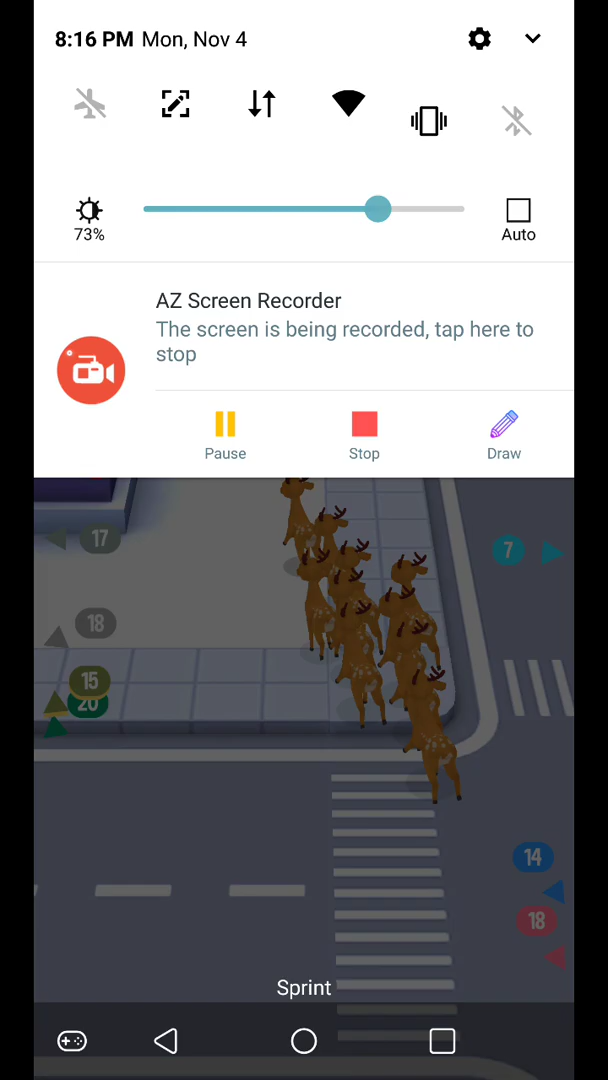 8:16 PM Mon, Nov 4
73%
Auto
AZ Screen Recorder
The screen is being recorded, tap here to
stop
Pause
Stop
Draw
17
7
18
15
20
14
18
Sprint